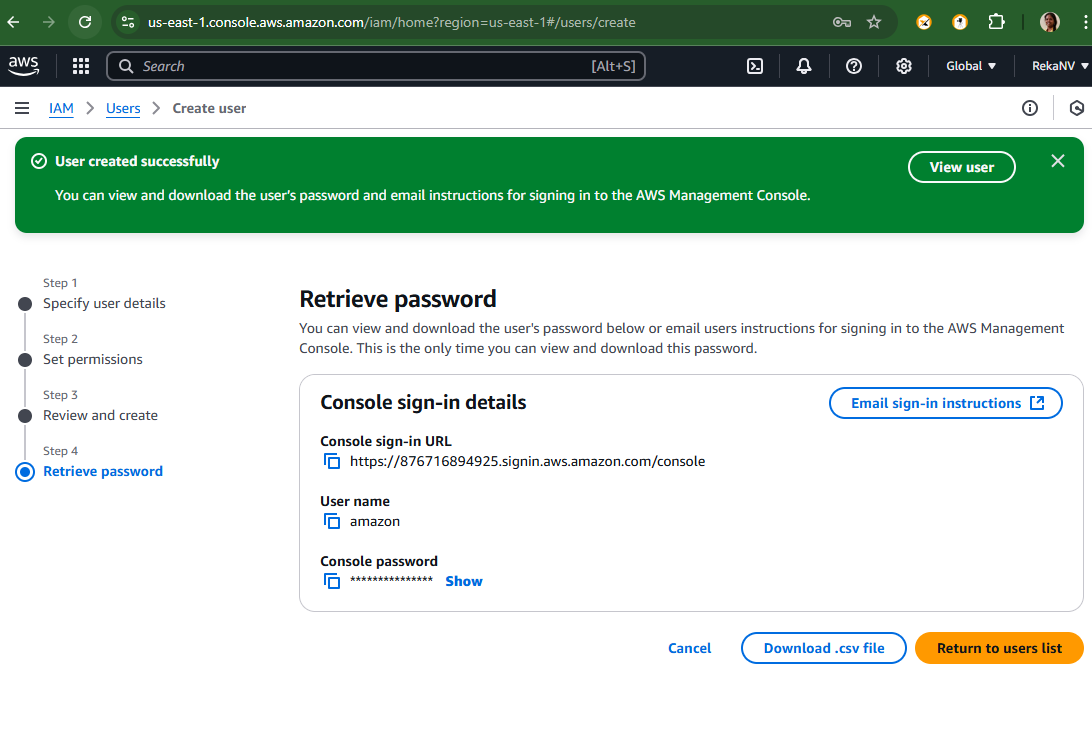 us-east-1.console.aws.amazon.com/iam/home?region=us-east-1#/users/create
aws
Search
[Alt+S]
Global
RekaNV
IAM
Users
Create user
User created successfully
View user
You can view and download the user's password and email instructions for signing in to the AWS Management Console.
Step 1
Specify user details
Step 2
Set permissions
Step 3
Review and create
Step 4
Retrieve password
Retrieve password
You can view and download the user's password below or email users instructions for signing in to the AWS Management
Console. This is the only time you can view and download this password.
Console sign-in details
Email sign-in instructions
Console sign-in URL
https://876716894925.signin.aws.amazon.com/console
User name
amazon
Console password
*************** Show
Cancel
Download .csv file
Return to users list